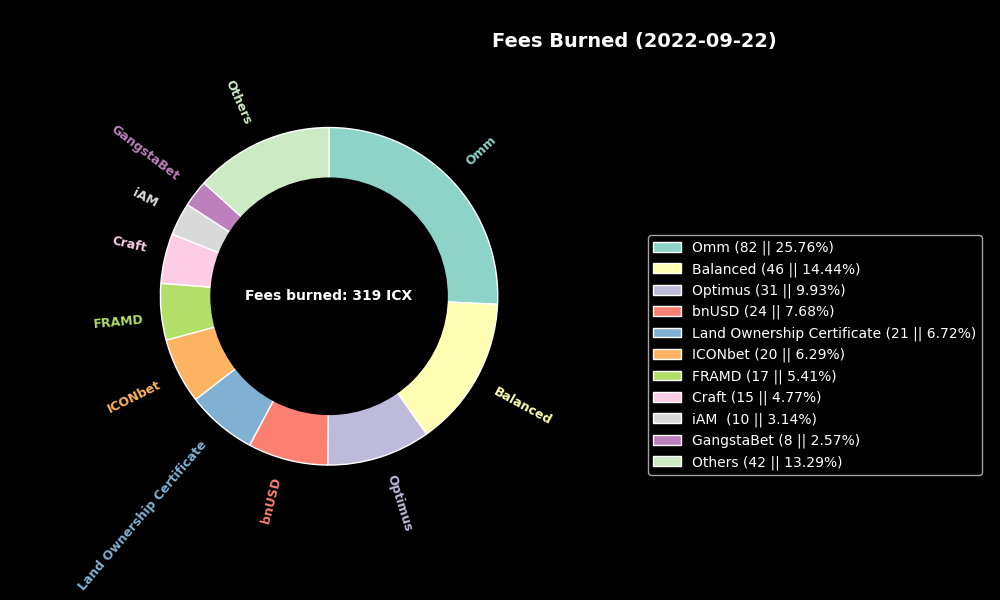 Fees Burned (2022-09-22)
Others
Omm
GangstaBet
iAM
Craft
FRAMD
ICONbet
Land Ownership Certificate
bnUSD
Optimus
Balanced
Fees burned: 319 ICX
Omm (82 || 25.76%)
Balanced (46 || 14.44%)
Optimus (31 || 9.93%)
bnUSD (24 || 7.68%)
Land Ownership Certificate (21 || 6.72%)
ICONbet (20 || 6.29%)
FRAMD (17 || 5.41%)
Craft (15 || 4.77%)
iAM  (10 || 3.14%)
GangstaBet (8 || 2.57%)
Others (42 || 13.29%)